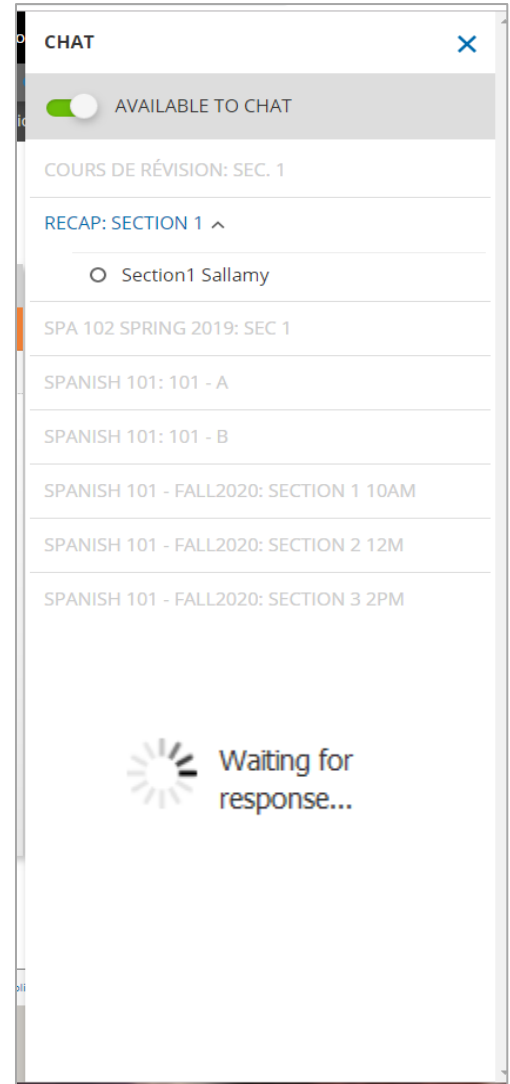 CHAT
AVAILABLE TO CHAT
COURS DE RÉVISION: SEC. 1
RECAP: SECTION 1
Section1 Sallamy
SPA 102 SPRING 2019: SEC 1
SPANISH 101: 101 - A
SPANISH 101: 101 - B
SPANISH 101 - FALL2020: SECTION 1 10AM
SPANISH 101 - FALL2020: SECTION 2 12M
SPANISH 101 - FALL2020: SECTION 3 2PM
Waiting for
response...